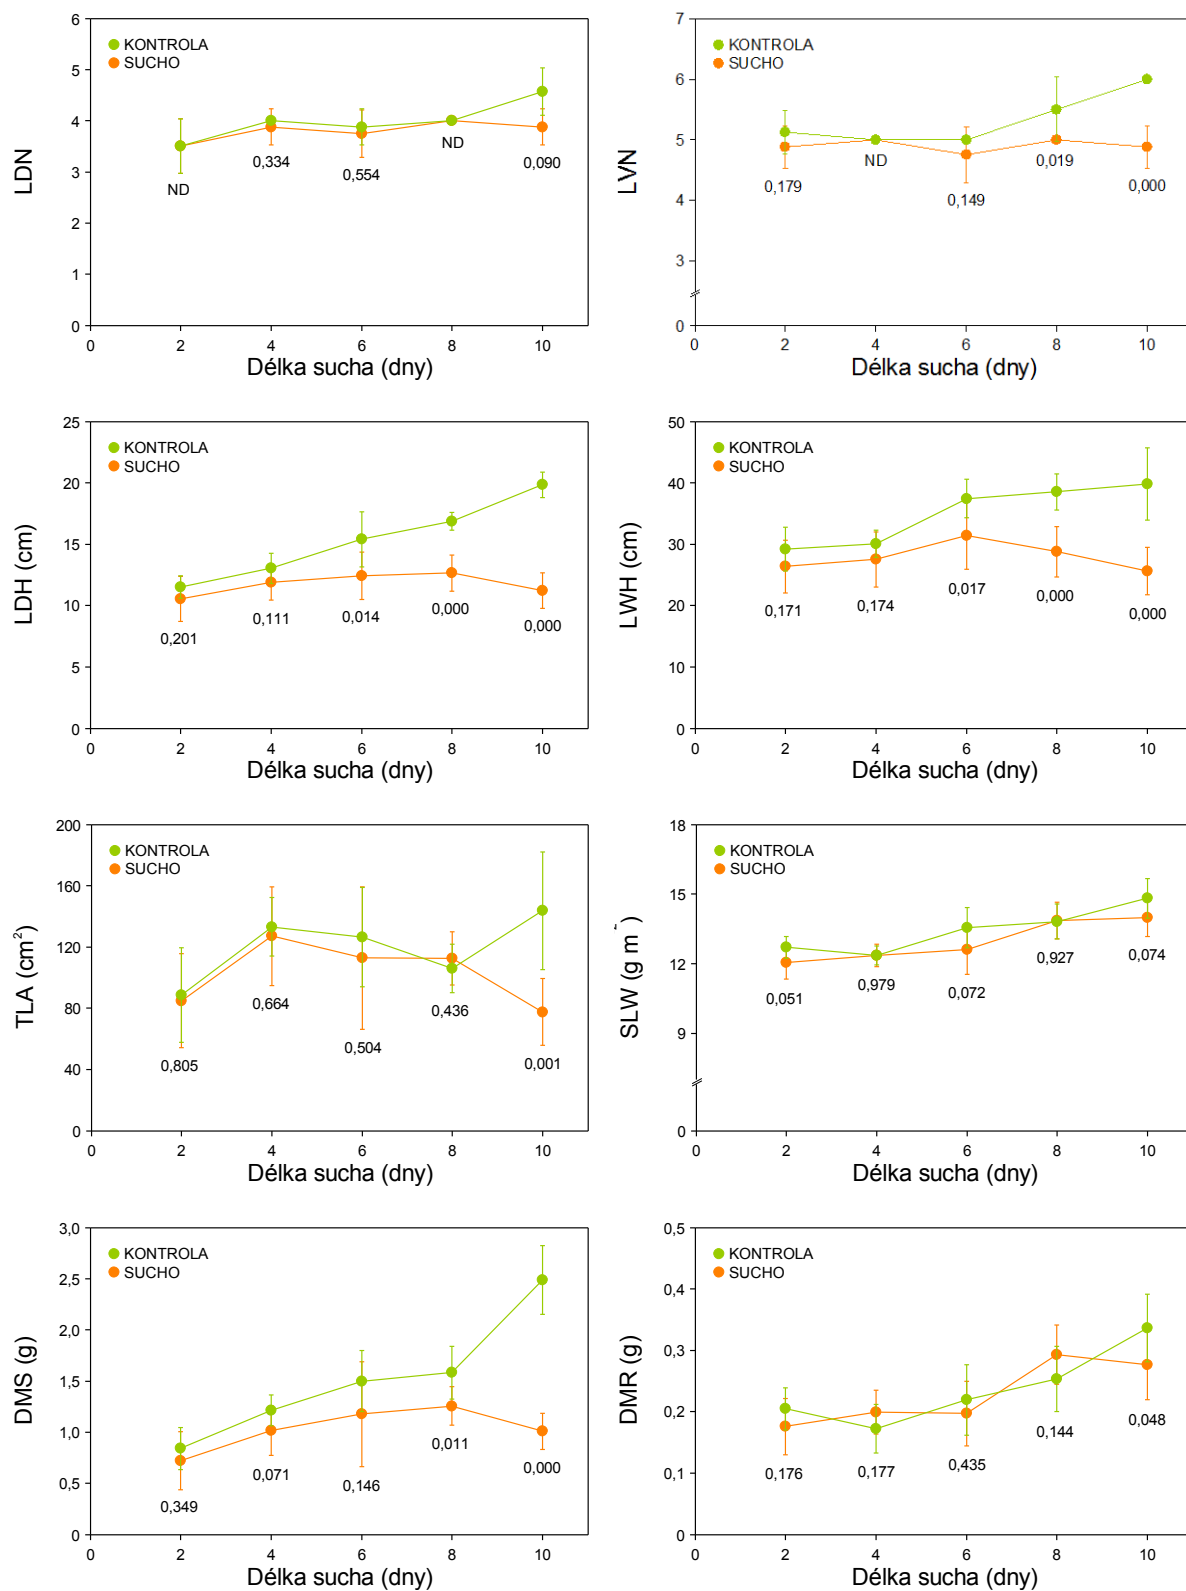 6
5
4
3
2
1
0
LDN
KONTROLA
SUCHO
ND
0,334
0,554
ND
0,090
0 2 4 6 8 10
Délka sucha (dny)
7
6
5
4
3
0
LVN
KONTROLA
SUCHO
0,179
ND
0,149
0,019
0,000
0 2 4 6 8 10
Délka sucha (dny)
25
20
15
10
5
0
LDH (cm)
KONTROLA
SUCHO
0,201
0,111
0,014
0,000
0,000
0 2 4 6 8 10
Délka sucha (dny)
50
40
30
20
10
0
LWH (cm)
KONTROLA
SUCHO
0,171
0,174
0,017
0,000
0,000
0 2 4 6 8 10
Délka sucha (dny)
200
160
120
80
40
0
TLA (cm²)
KONTROLA
SUCHO
0,805
0,664
0,504
0,436
0,001
0 2 4 6 8 10
Délka sucha (dny)
18
15
12
9
0
SLW (g m⁻)
KONTROLA
SUCHO
0,051
0,979
0,072
0,927
0,074
0 2 4 6 8 10
Délka sucha (dny)
3,0
2,5
2,0
1,5
1,0
0,5
0
DMS (g)
KONTROLA
SUCHO
0,349
0,071
0,146
0,011
0,000
0 2 4 6 8 10
Délka sucha (dny)
0,5
0,4
0,3
0,2
0,1
0
DMR (g)
KONTROLA
SUCHO
0,176
0,177
0,435
0,144
0,048
0 2 4 6 8 10
Délka sucha (dny)